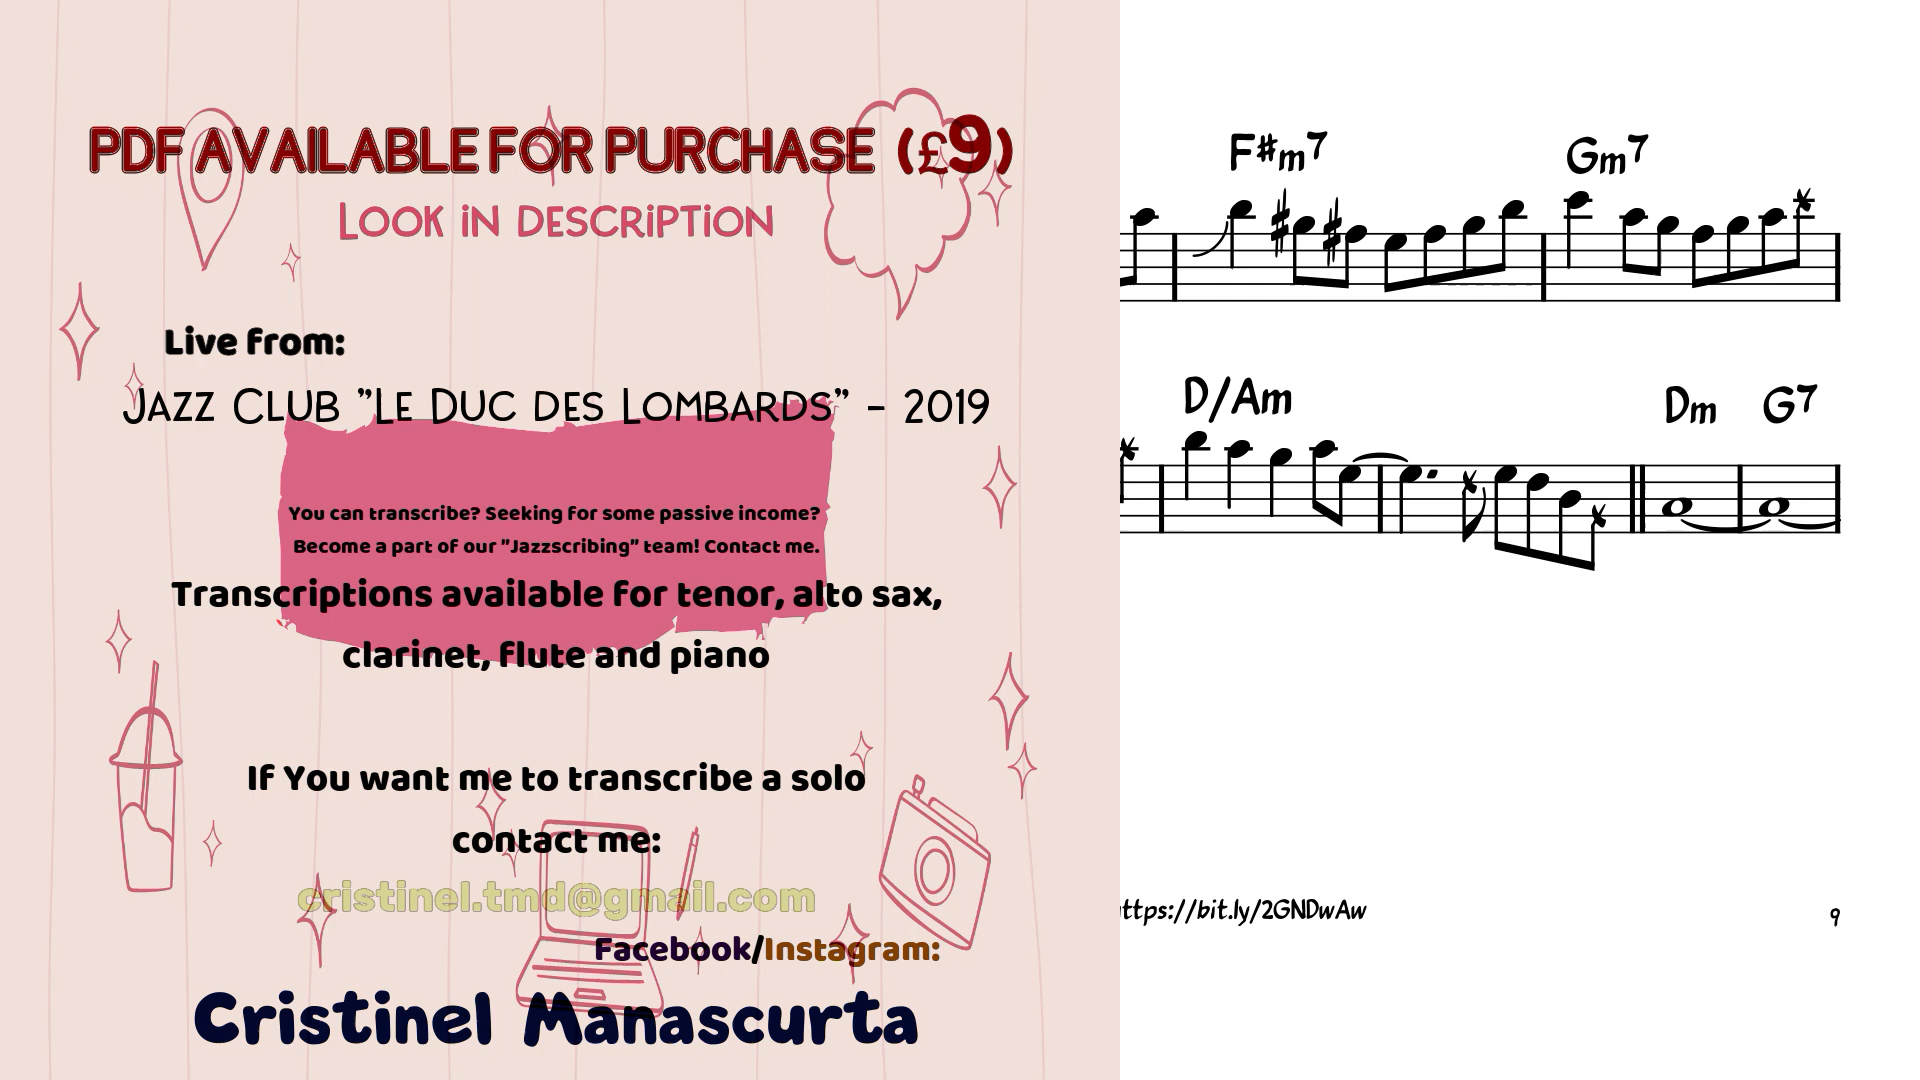 PDF AVAILABLE FOR PURCHASE (£9)
LOOK IN DESCRIPTION
Live from:
JAZZ CLUB "LE DUC DES LOMBARDS" - 2019
You can transcribe? Seeking for some passive income?
Become a part of our "Jazzscribing" team! Contact me.
Transcriptions available for tenor, alto sax,
clarinet, flute and piano
If You want me to transcribe a solo
contact me:
cristinel.tmd@gmail.com
Facebook/Instagram:
Cristinel Manascurta
F#m7 Gm7
D/Am Dm G7
ttps://bit.ly/2GNDwAw 9